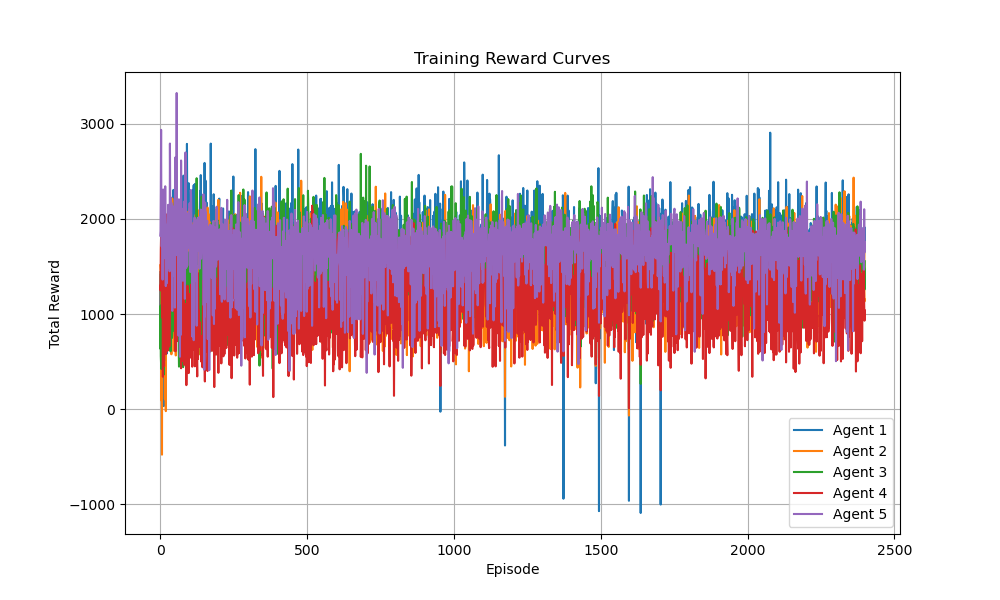 Training Reward Curves
Total Reward
3000
2000
1000
0
−1000
0
500
1000
1500
2000
2500
Episode
Agent 1
Agent 2
Agent 3
Agent 4
Agent 5